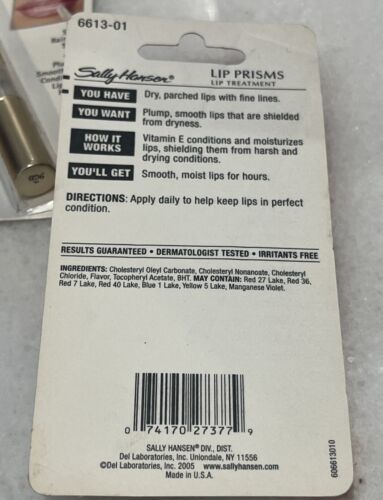 6613-01
Sally Hansen® LIP PRISMS
LIP TREATMENT
YOU HAVE Dry, parched lips with fine lines.
YOU WANT Plump, smooth lips that are shielded
from dryness.
HOW IT WORKS Vitamin E conditions and moisturizes
lips, shielding them from harsh and
drying conditions.
YOU'LL GET Smooth, moist lips for hours.
DIRECTIONS: Apply daily to help keep lips in perfect
condition.
RESULTS GUARANTEED • DERMATOLOGIST TESTED • IRRITANTS FREE
INGREDIENTS: Cholesteryl Oleyl Carbonate, Cholesteryl Nonanoate, Cholesteryl
Chloride, Flavor, Tocopheryl Acetate, BHT. MAY CONTAIN: Red 27 Lake, Red 36,
Red 7 Lake, Red 40 Lake, Blue 1 Lake, Yellow 5 Lake, Manganese Violet.
0 74170 27377 9
SALLY HANSEN® DIV., DIST.
Del Laboratories, Inc. Uniondale, NY 11556
©Del Laboratories, Inc. 2005 www.sallyhansen.com
Made in U.S.A.
606613010